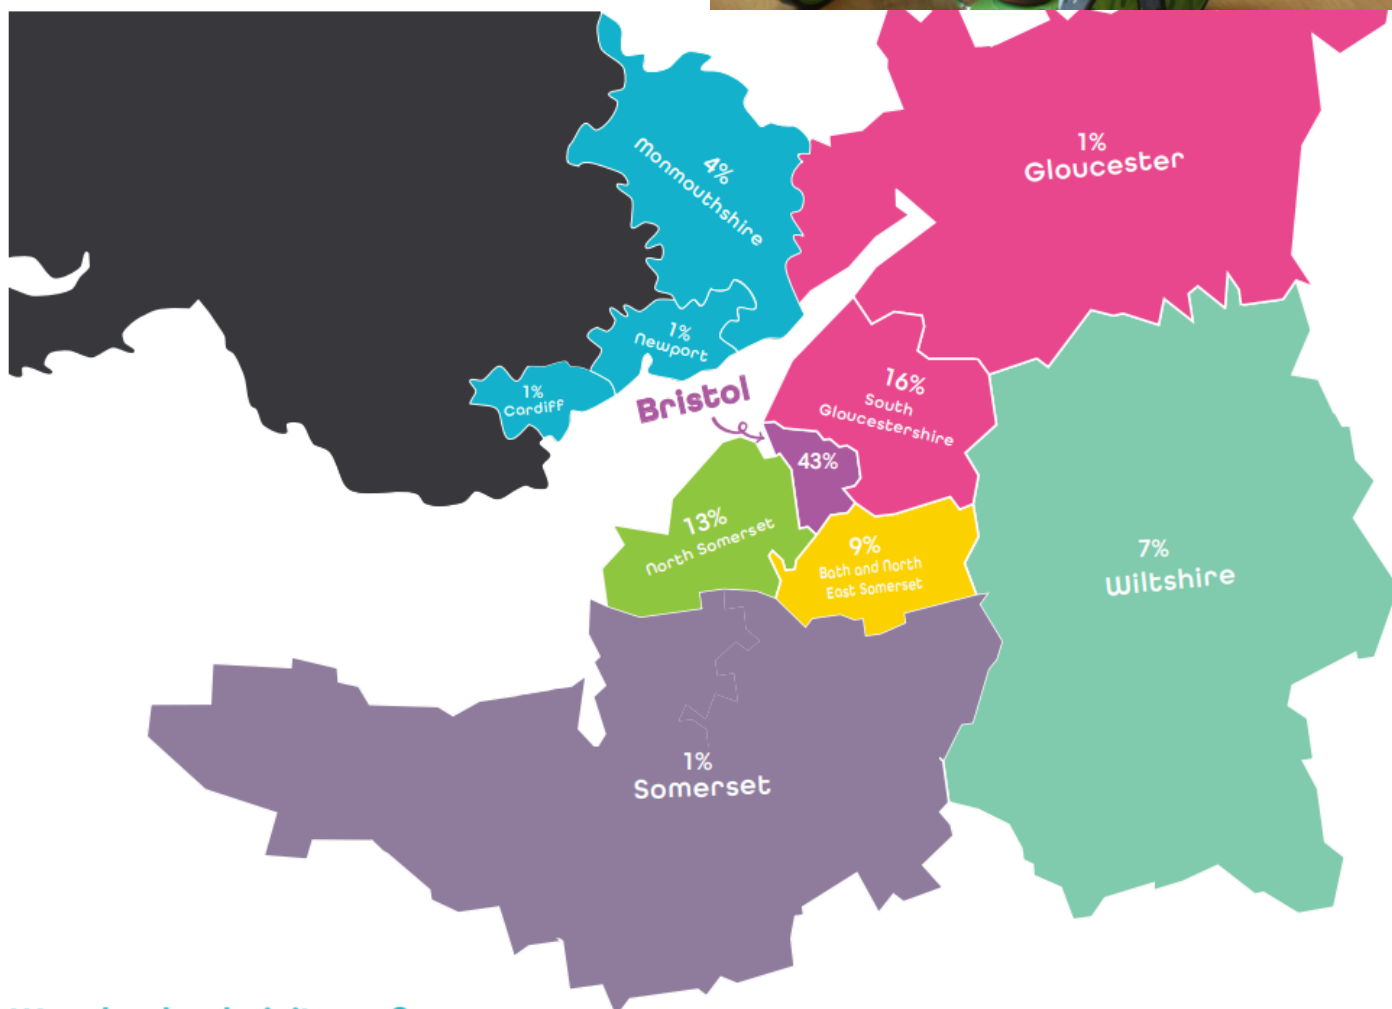 4%
Monmouthshire
1%
Gloucester
1%
Newport
1%
Cardiff
Bristol
16%
South
Gloucestershire
43%
13%
North Somerset
9%
Bath and North
East Somerset
7%
Wiltshire
1%
Somerset